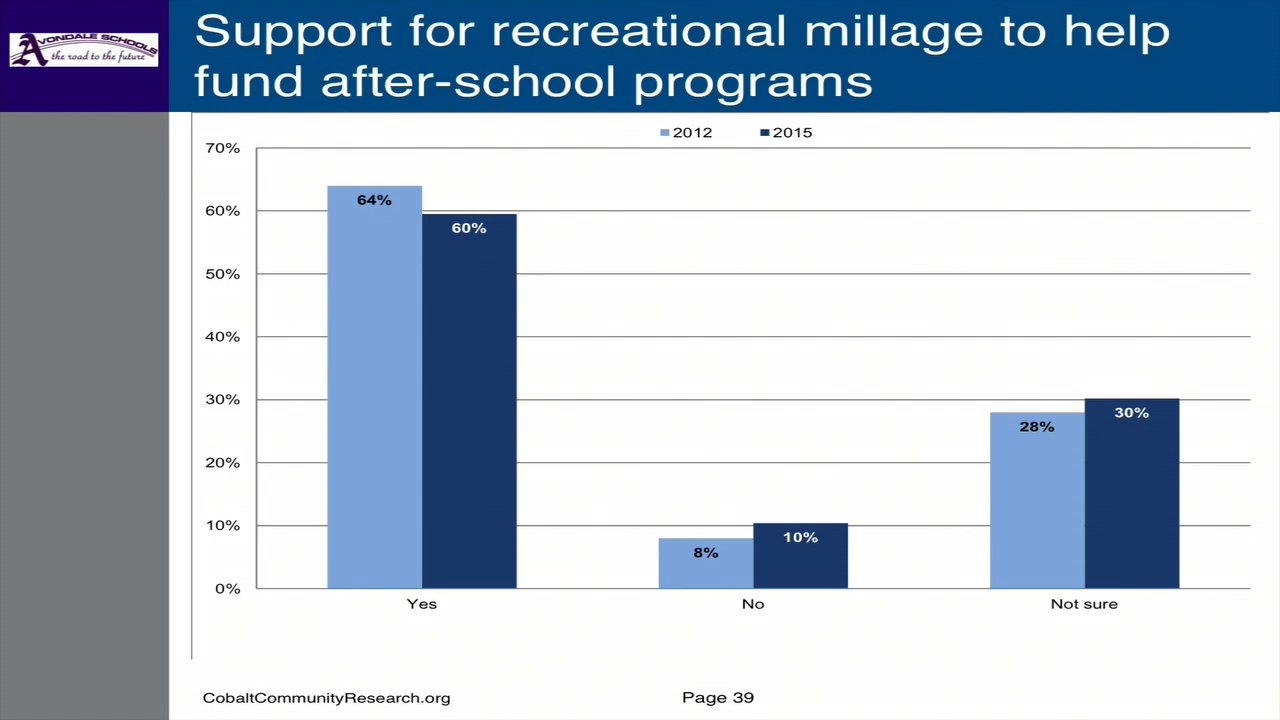 AVONDALE SCHOOLS
the road to the future
Support for recreational millage to help
fund after-school programs
2012 2015
70%
60%
50%
40%
30%
20%
10%
0%
64%
60%
8%
10%
28%
30%
Yes No Not sure
CobaltCommunityResearch.org Page 39